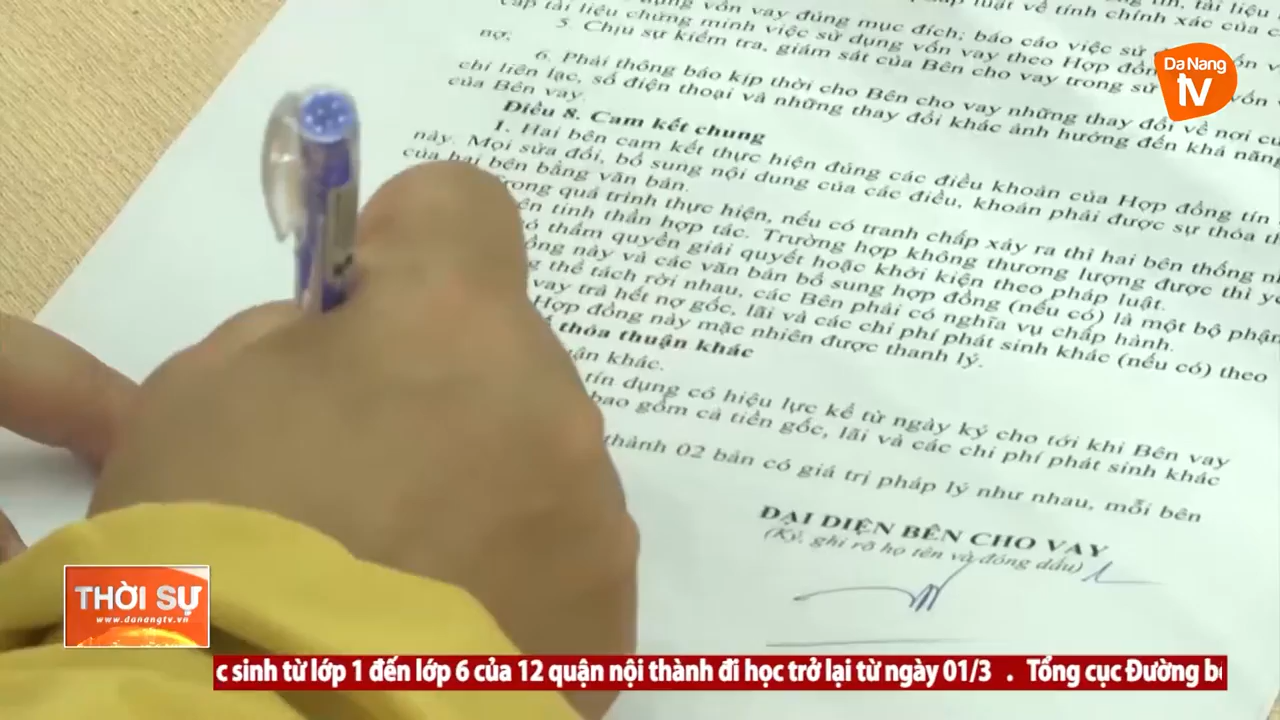 cấp tài liệu chứng minh việc sử dụng vốn vay đúng mục đích; báo cáo việc sử
5. Chịu sự kiểm tra, giám sát của Bên cho vay trong sử
nợ;
6. Phải thông báo kịp thời cho Bên cho vay những thay đổi về nơi
chỉ liên lạc, số điện thoại và những thay đổi khác ảnh hưởng đến khả năng
của Bên vay.
Điều 8. Cam kết chung
1. Hai bên cam kết thực hiện đúng các điều khoản của Hợp đồng tín
này. Mọi sửa đổi, bổ sung nội dung của các điều, khoản phải được sự thỏa
của hai bên bằng văn bản.
Trong quá trình thực hiện, nếu có tranh chấp xảy ra thì hai bên thống
tinh thần hợp tác. Trường hợp không thương lượng được thì
thẩm quyền giải quyết hoặc khởi kiện theo pháp luật.
này và các văn bản bổ sung hợp đồng (nếu có) là một bộ phận
thể tách rời nhau, các Bên phải có nghĩa vụ chấp hành.
vay trả hết nợ gốc, lãi và các chi phí phát sinh khác (nếu có) theo
Hợp đồng này mặc nhiên được thanh lý.
thỏa thuận khác
khác.
tín dụng có hiệu lực kể từ ngày ký cho tới khi Bên vay
bao gồm cả tiền gốc, lãi và các chi phí phát sinh khác
thành 02 bản có giá trị pháp lý như nhau, mỗi bên
ĐẠI DIỆN BÊN CHO VAY
(Ký, ghi rõ họ tên và đóng dấu)
Da Nang
tv
THỜI SỰ
www.danangtv.vn
sinh từ lớp 1 đến lớp 6 của 12 quận nội thành đi học trở lại từ ngày 01/3 . Tổng cục Đường